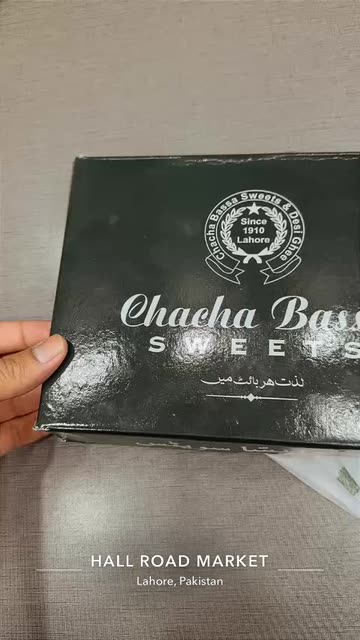 Chacha Bassa Sweets & Desi Ghee
Since
1910
Lahore
Chacha Bass
SWEETS
لذت ھر بائٹ میں
HALL ROAD MARKET
Lahore, Pakistan